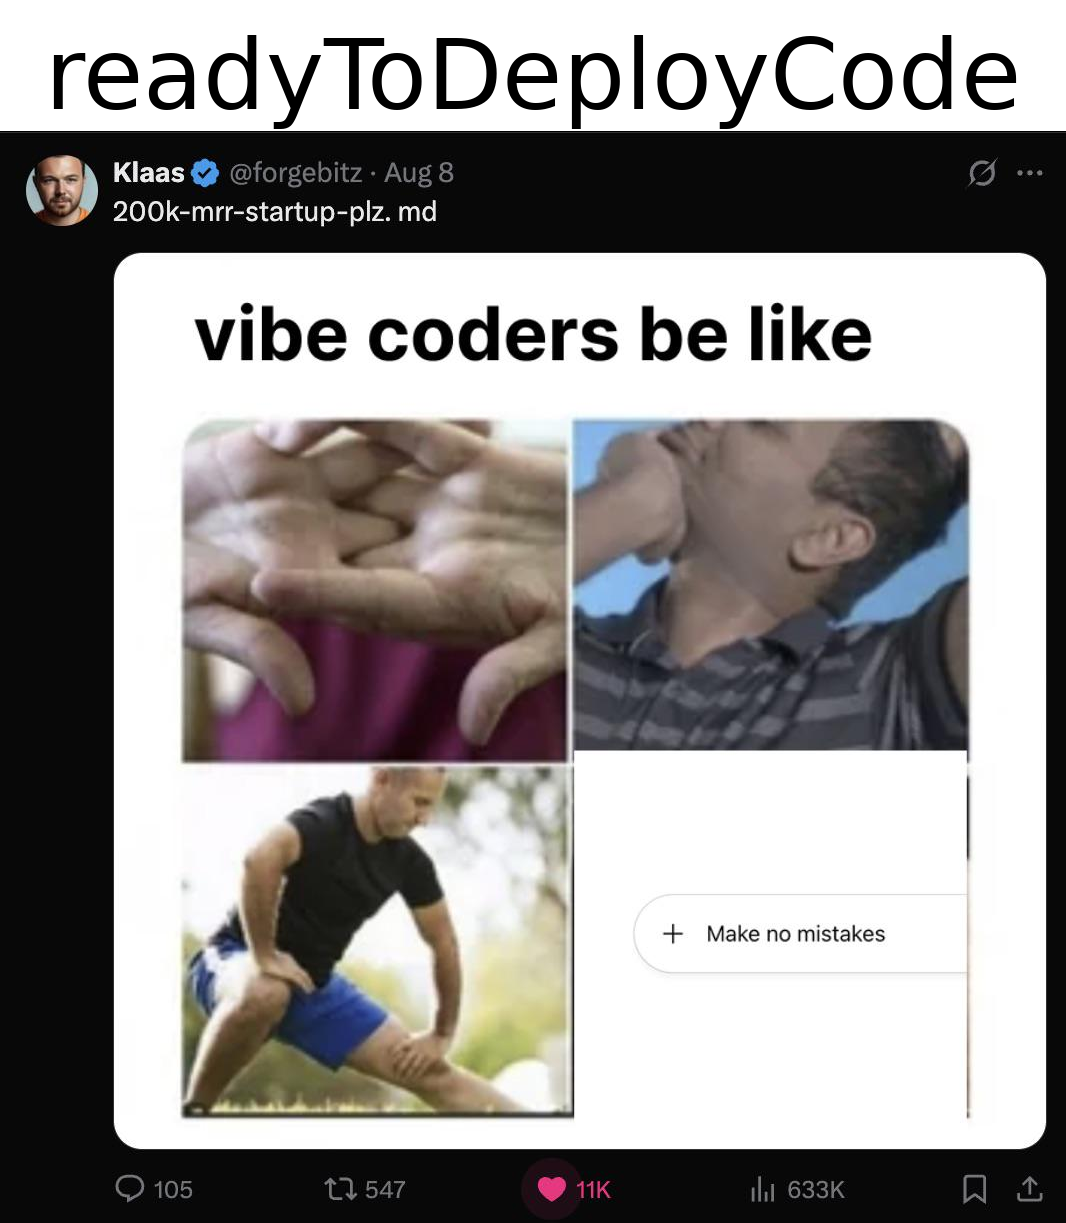 readyToDeployCode
Klaas @forgebitz · Aug 8
200k-mrr-startup-plz. md
vibe coders be like
+ Make no mistakes
105 547 11K 633K